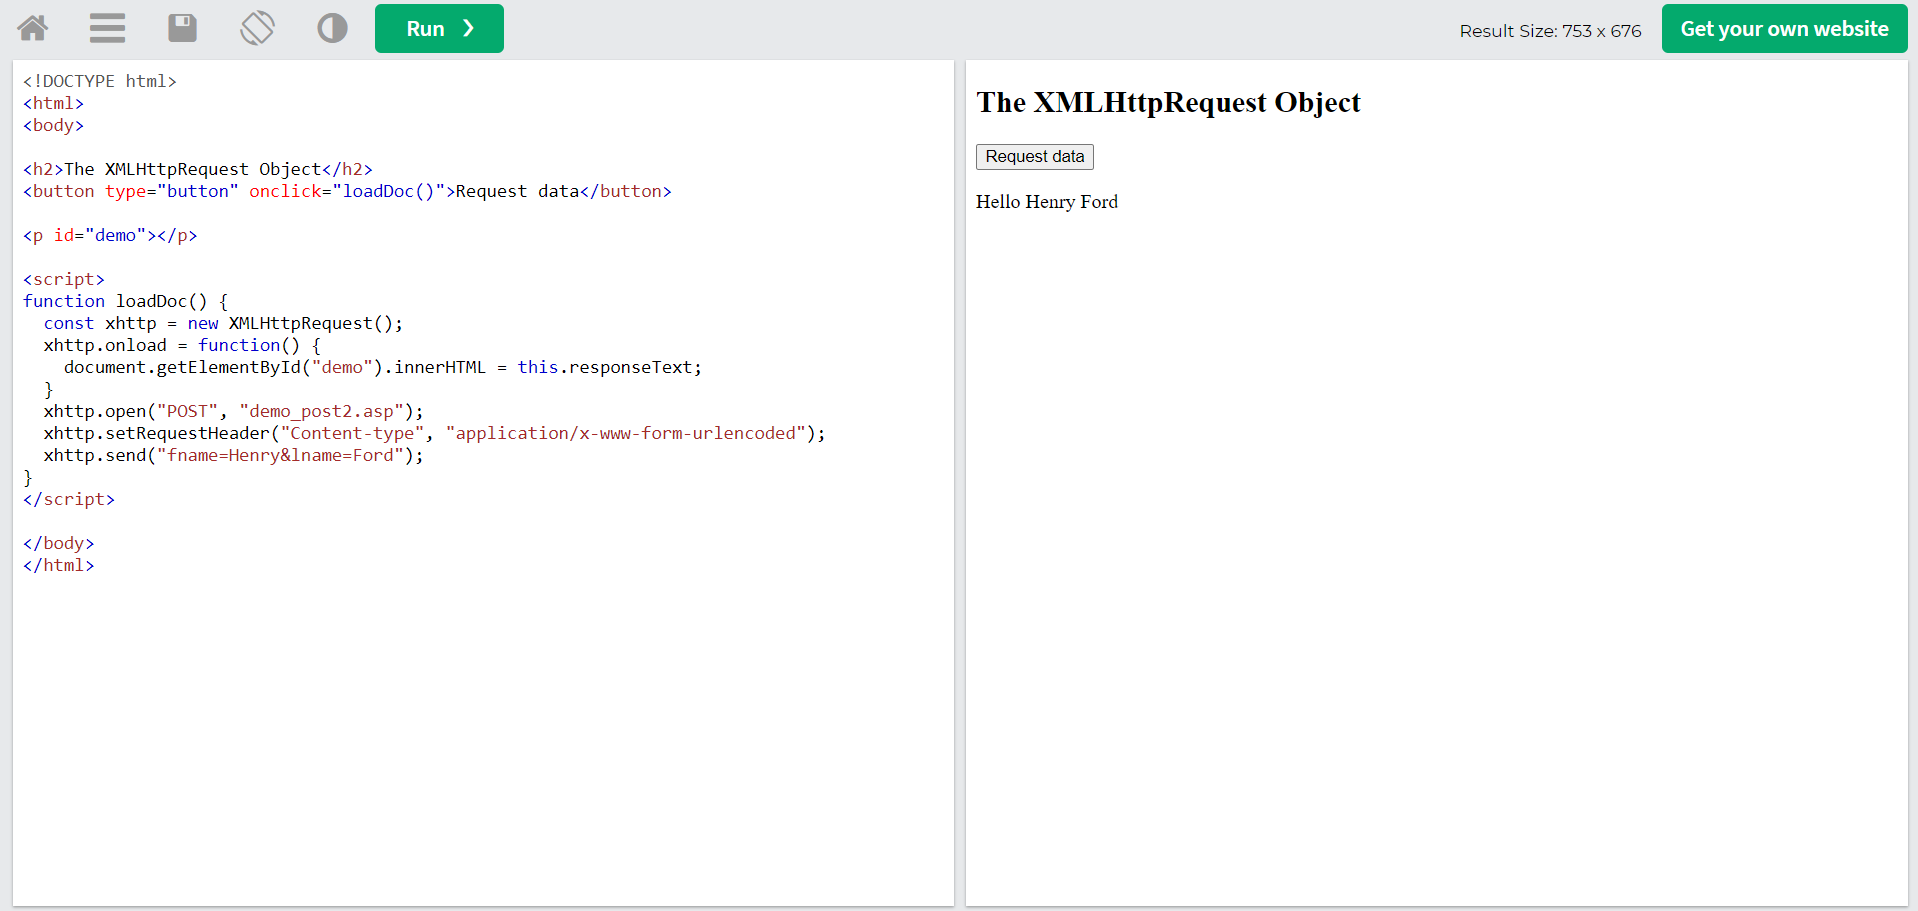 Run ❯
Result Size: 753 x 676
Get your own website
<!DOCTYPE html>
<html>
<body>

<h2>The XMLHttpRequest Object</h2>
<button type="button" onclick="loadDoc()">Request data</button>

<p id="demo"></p>

<script>
function loadDoc() {
  const xhttp = new XMLHttpRequest();
  xhttp.onload = function() {
    document.getElementById("demo").innerHTML = this.responseText;
  }
  xhttp.open("POST", "demo_post2.asp");
  xhttp.setRequestHeader("Content-type", "application/x-www-form-urlencoded");
  xhttp.send("fname=Henry&lname=Ford");
}
</script>

</body>
</html>
The XMLHttpRequest Object
Request data
Hello Henry Ford